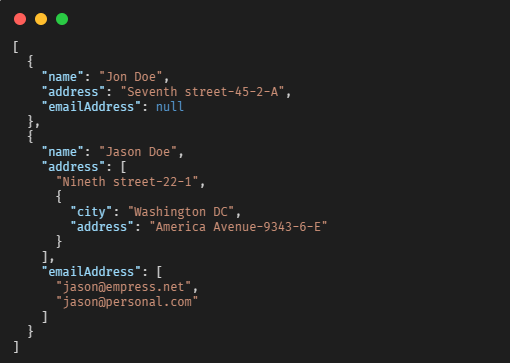 [
  {
    "name": "Jon Doe",
    "address": "Seventh street-45-2-A",
    "emailAddress": null
  },
  {
    "name": "Jason Doe",
    "address": [
      "Nineth street-22-1",
      {
        "city": "Washington DC",
        "address": "America Avenue-9343-6-E"
      }
    ],
    "emailAddress": [
      "jason@empress.net",
      "jason@personal.com"
    ]
  }
]